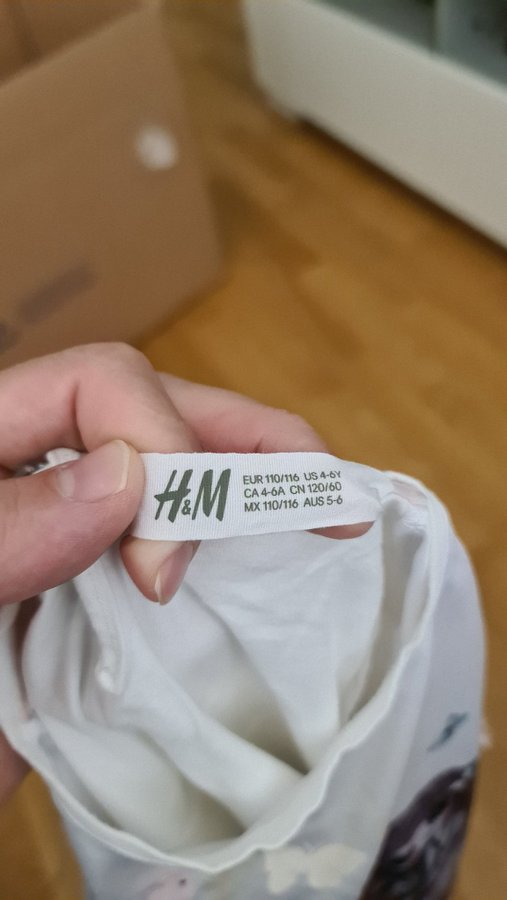 H&M
EUR 110/116 US 4-6Y
CA 4-6A CN 120/60
MX 110/116 AUS 5-6